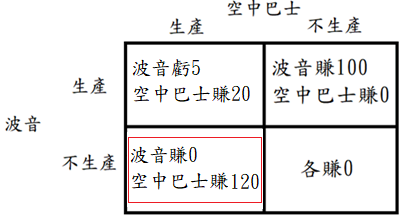 空中巴士
生產 不生產
生產
波音虧5
空中巴士賺20
波音賺100
空中巴士賺0
波音
不生產
波音賺0
空中巴士賺120
各賺0